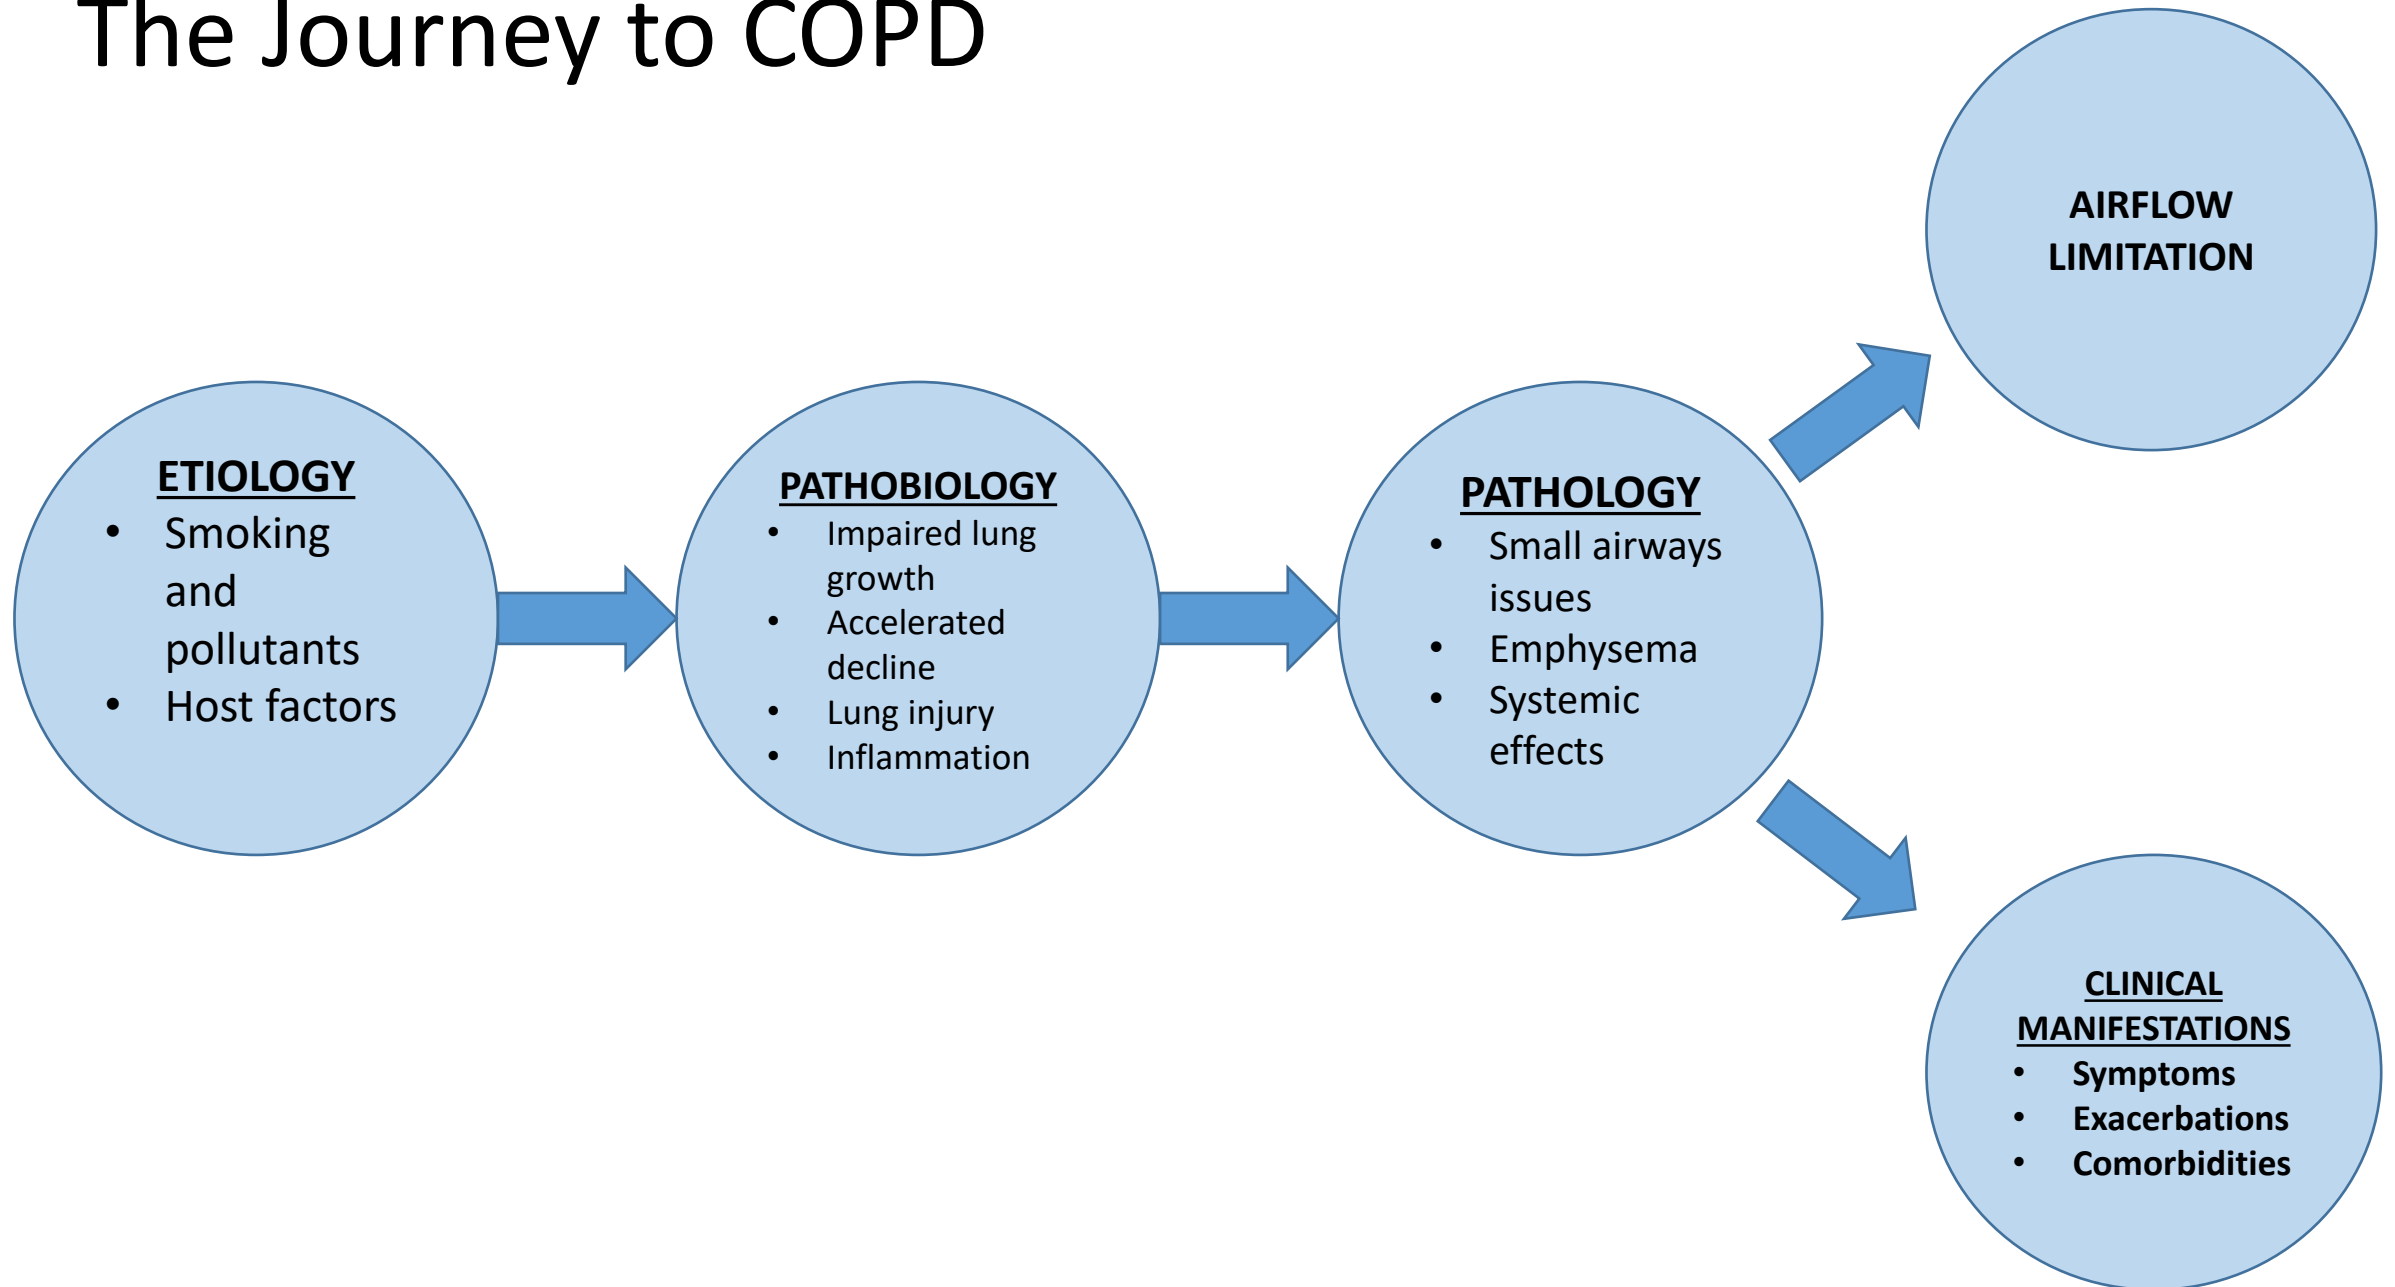 The Journey to COPD
ETIOLOGY
• Smoking
and
pollutants
• Host factors
PATHOBIOLOGY
• Impaired lung
growth
• Accelerated
decline
• Lung injury
• Inflammation
PATHOLOGY
• Small airways
issues
• Emphysema
• Systemic
effects
AIRFLOW
LIMITATION
CLINICAL
MANIFESTATIONS
• Symptoms
• Exacerbations
• Comorbidities